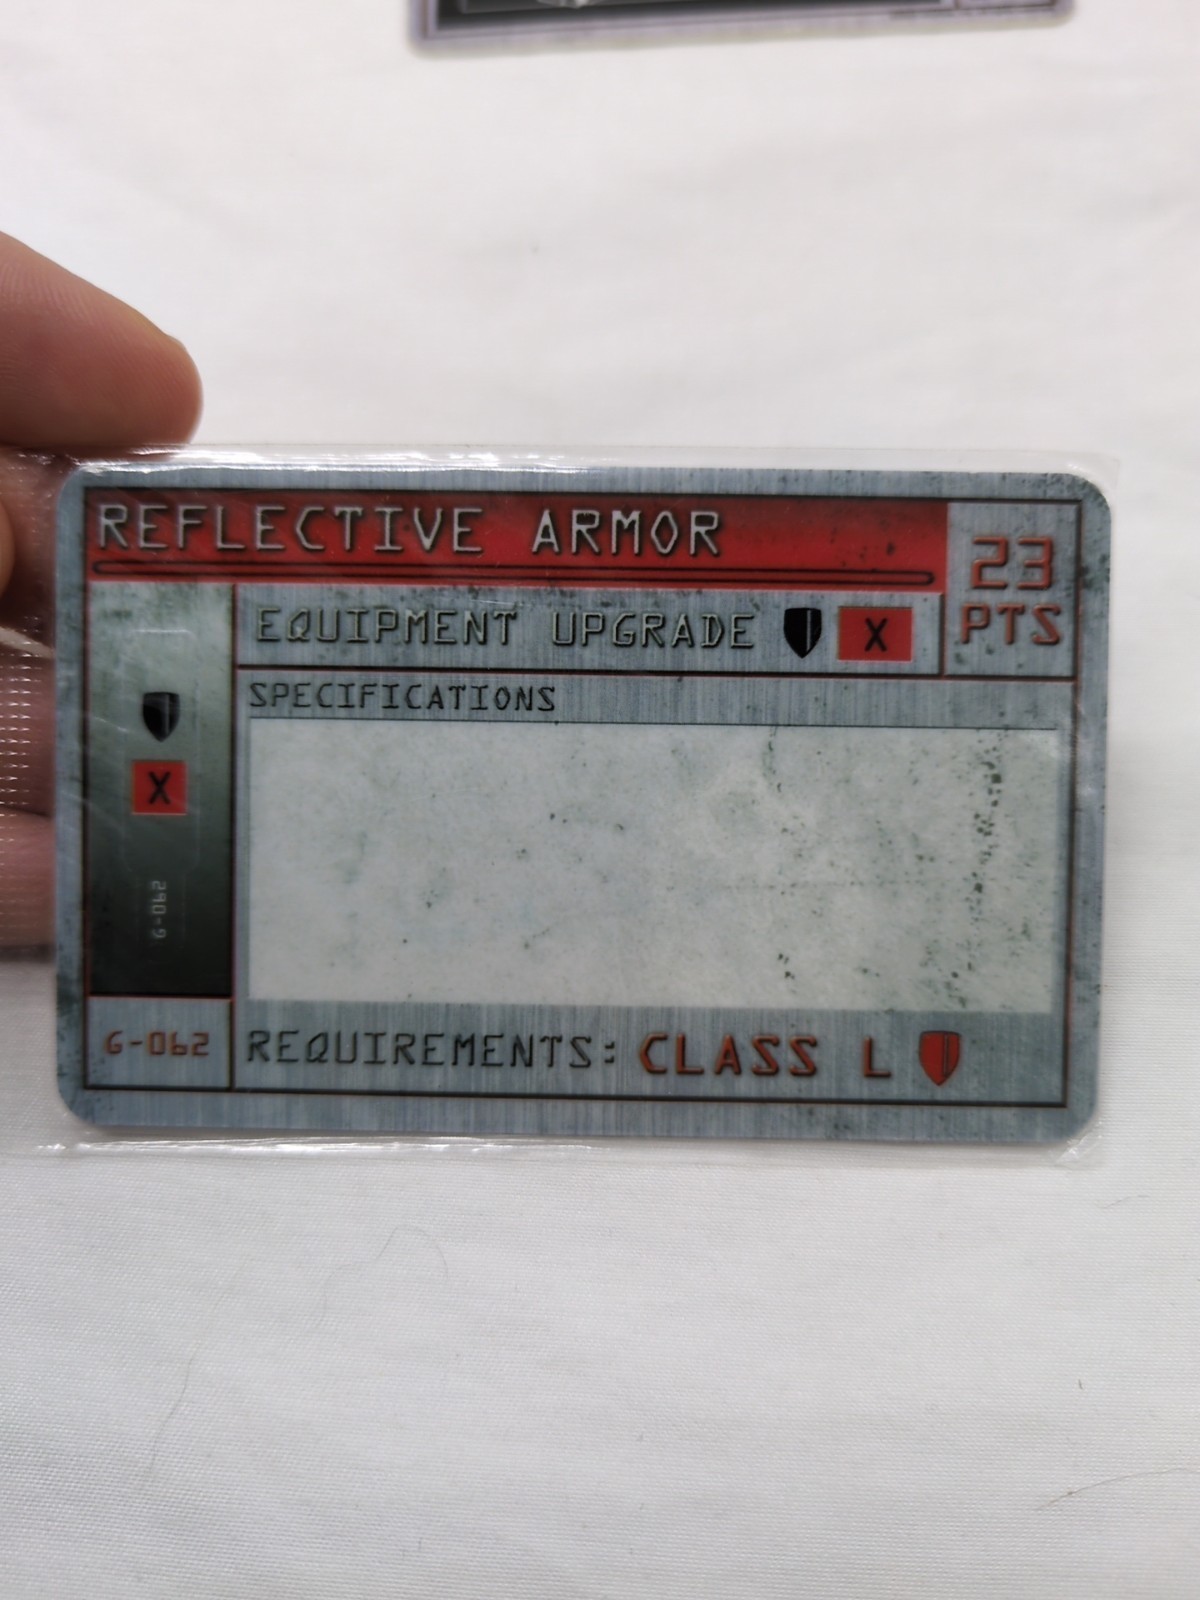 REFLECTIVE ARMOR
23
PTS
EQUIPMENT UPGRADE X
SPECIFICATIONS
X
G-062
G-062
REQUIREMENTS: CLASS L